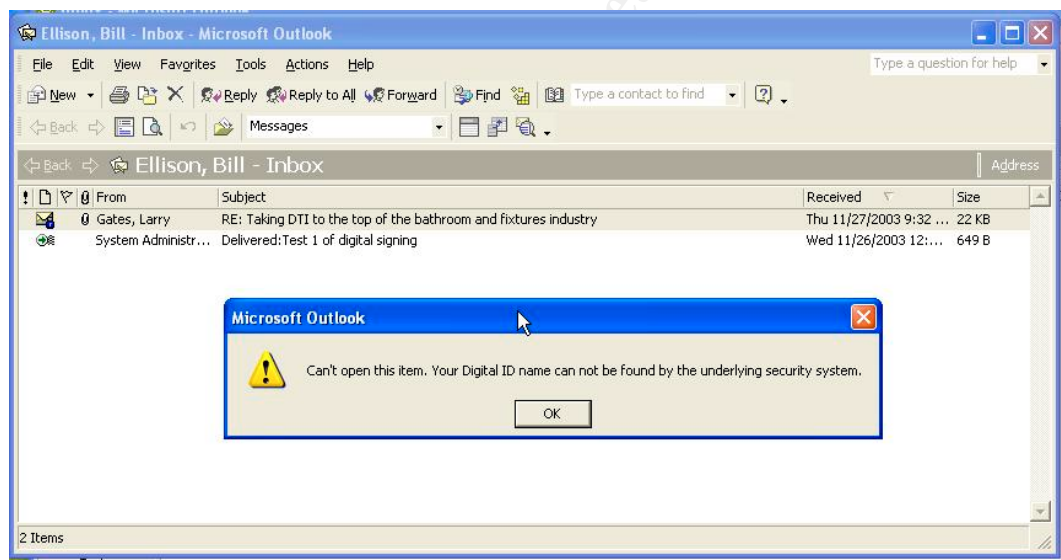 Ellison, Bill - Inbox - Microsoft Outlook
File Edit View Favorites Tools Actions Help Type a question for help
New Reply Reply to All Forward Find Type a contact to find
Back Messages
Back Ellison, Bill - Inbox Address
From Subject Received Size
Gates, Larry RE: Taking DTI to the top of the bathroom and fixtures industry Thu 11/27/2003 9:32 ... 22 KB
System Administr... Delivered:Test 1 of digital signing Wed 11/26/2003 12:... 649 B
Microsoft Outlook
Can't open this item. Your Digital ID name can not be found by the underlying security system.
OK
2 Items